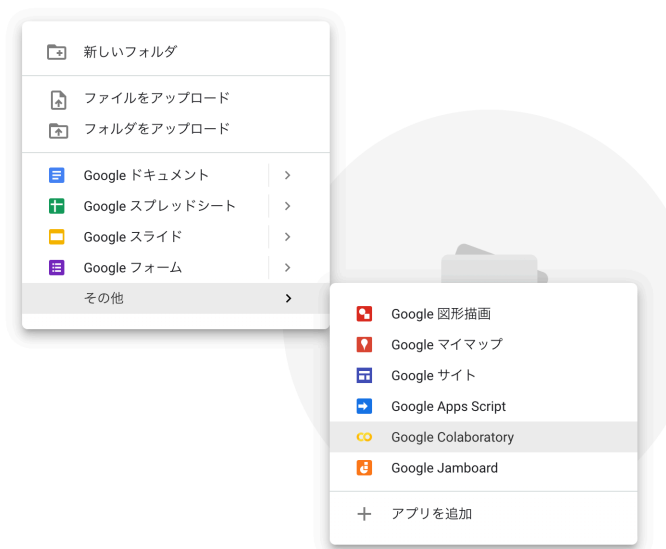 新しいフォルダ
ファイルをアップロード
フォルダをアップロード
Google ドキュメント
Google スプレッドシート
Google スライド
Google フォーム
その他
Google 図形描画
Google マイマップ
Google サイト
Google Apps Script
Google Colaboratory
Google Jamboard
アプリを追加